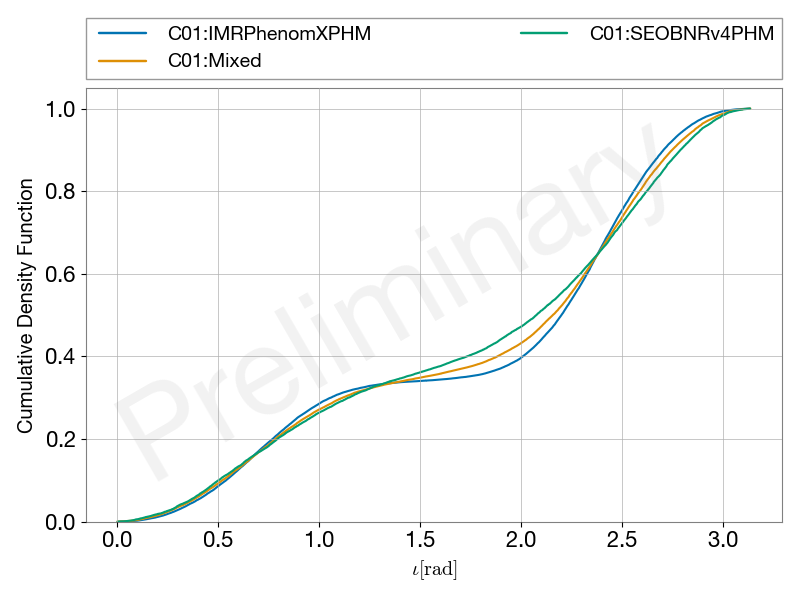 C01:IMRPhenomXPHM
C01:Mixed
C01:SEOBNRv4PHM
Cumulative Density Function
1.0
0.8
0.6
0.4
0.2
0.0
Preliminary
0.0 0.5 1.0 1.5 2.0 2.5 3.0
ι[rad]